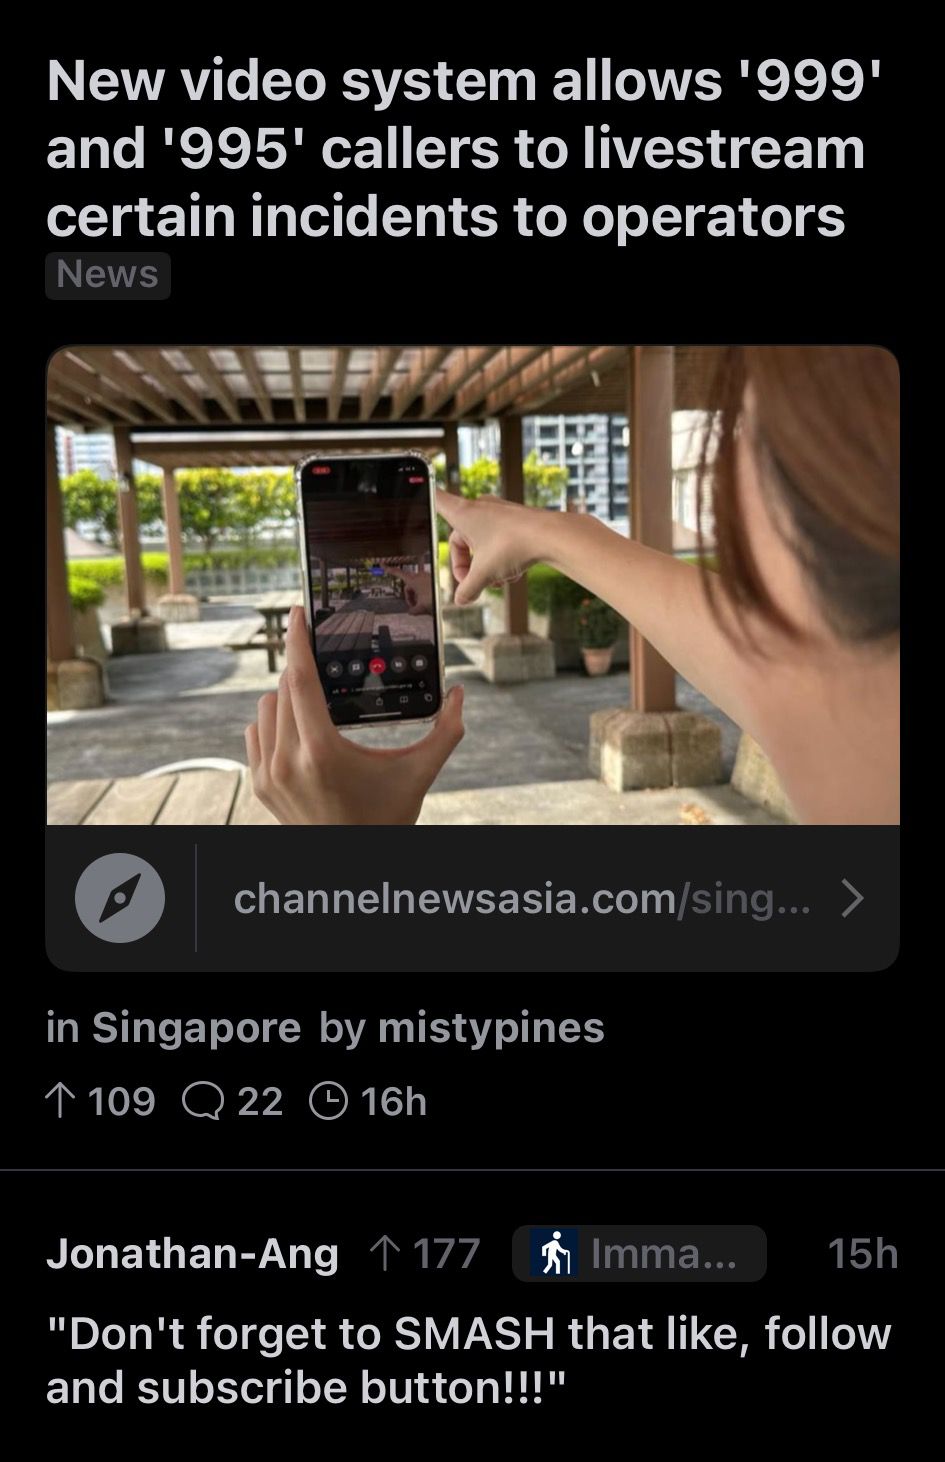 New video system allows '999'
and '995' callers to livestream
certain incidents to operators
News
channelnewsasia.com/sing...
in Singapore by mistypines
109 22 16h
Jonathan-Ang 177 Imma... 15h
"Don't forget to SMASH that like, follow
and subscribe button!!!"